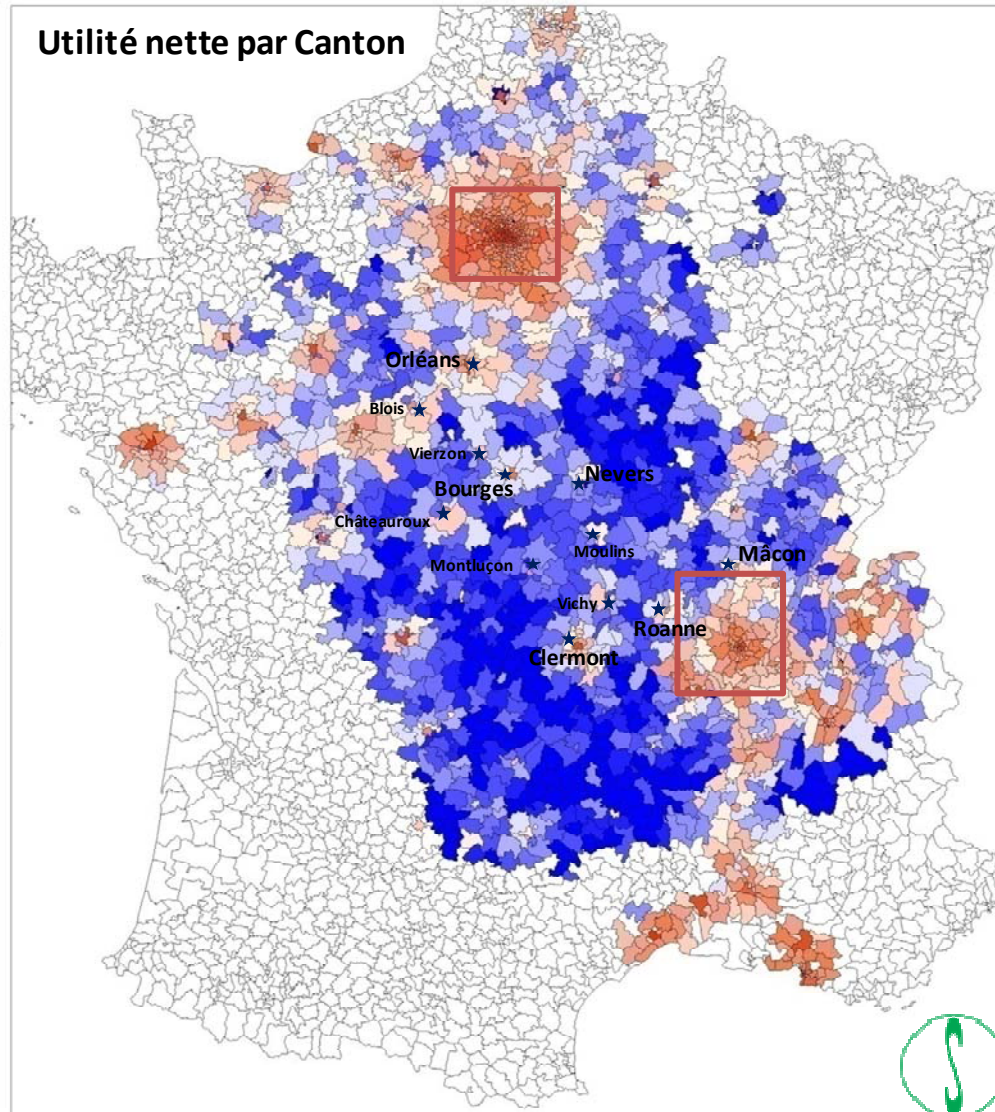 Utilité nette par Canton
Orléans
Blois
Vierzon
Bourges
Nevers
Châteauroux
Moulins
Mâcon
Montluçon
Vichy
Roanne
Clermont